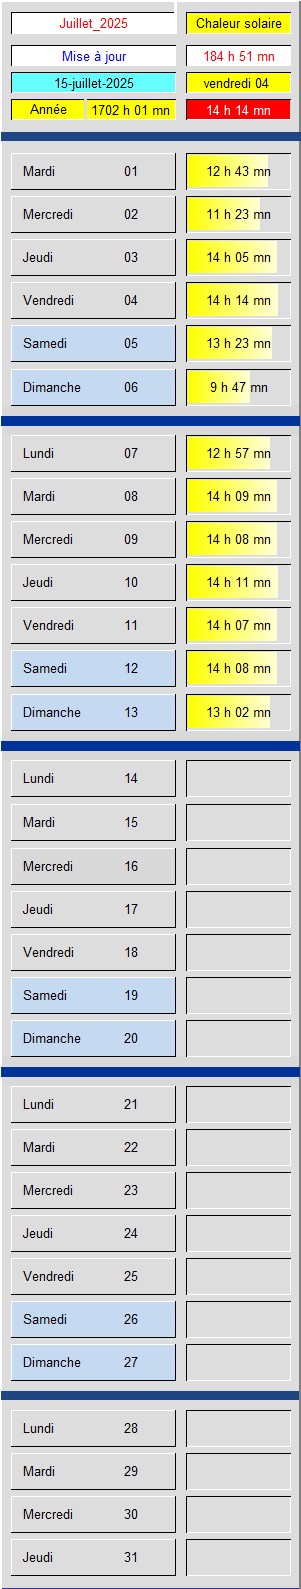 Juillet_2025 Chaleur solaire
Mise à jour 184 h 51 mn
15-juillet-2025 vendredi 04
Année 1702 h 01 mn 14 h 14 mn
Mardi 01 12 h 43 mn
Mercredi 02 11 h 23 mn
Jeudi 03 14 h 05 mn
Vendredi 04 14 h 14 mn
Samedi 05 13 h 23 mn
Dimanche 06 9 h 47 mn
Lundi 07 12 h 57 mn
Mardi 08 14 h 09 mn
Mercredi 09 14 h 08 mn
Jeudi 10 14 h 11 mn
Vendredi 11 14 h 07 mn
Samedi 12 14 h 08 mn
Dimanche 13 13 h 02 mn
Lundi 14
Mardi 15
Mercredi 16
Jeudi 17
Vendredi 18
Samedi 19
Dimanche 20
Lundi 21
Mardi 22
Mercredi 23
Jeudi 24
Vendredi 25
Samedi 26
Dimanche 27
Lundi 28
Mardi 29
Mercredi 30
Jeudi 31